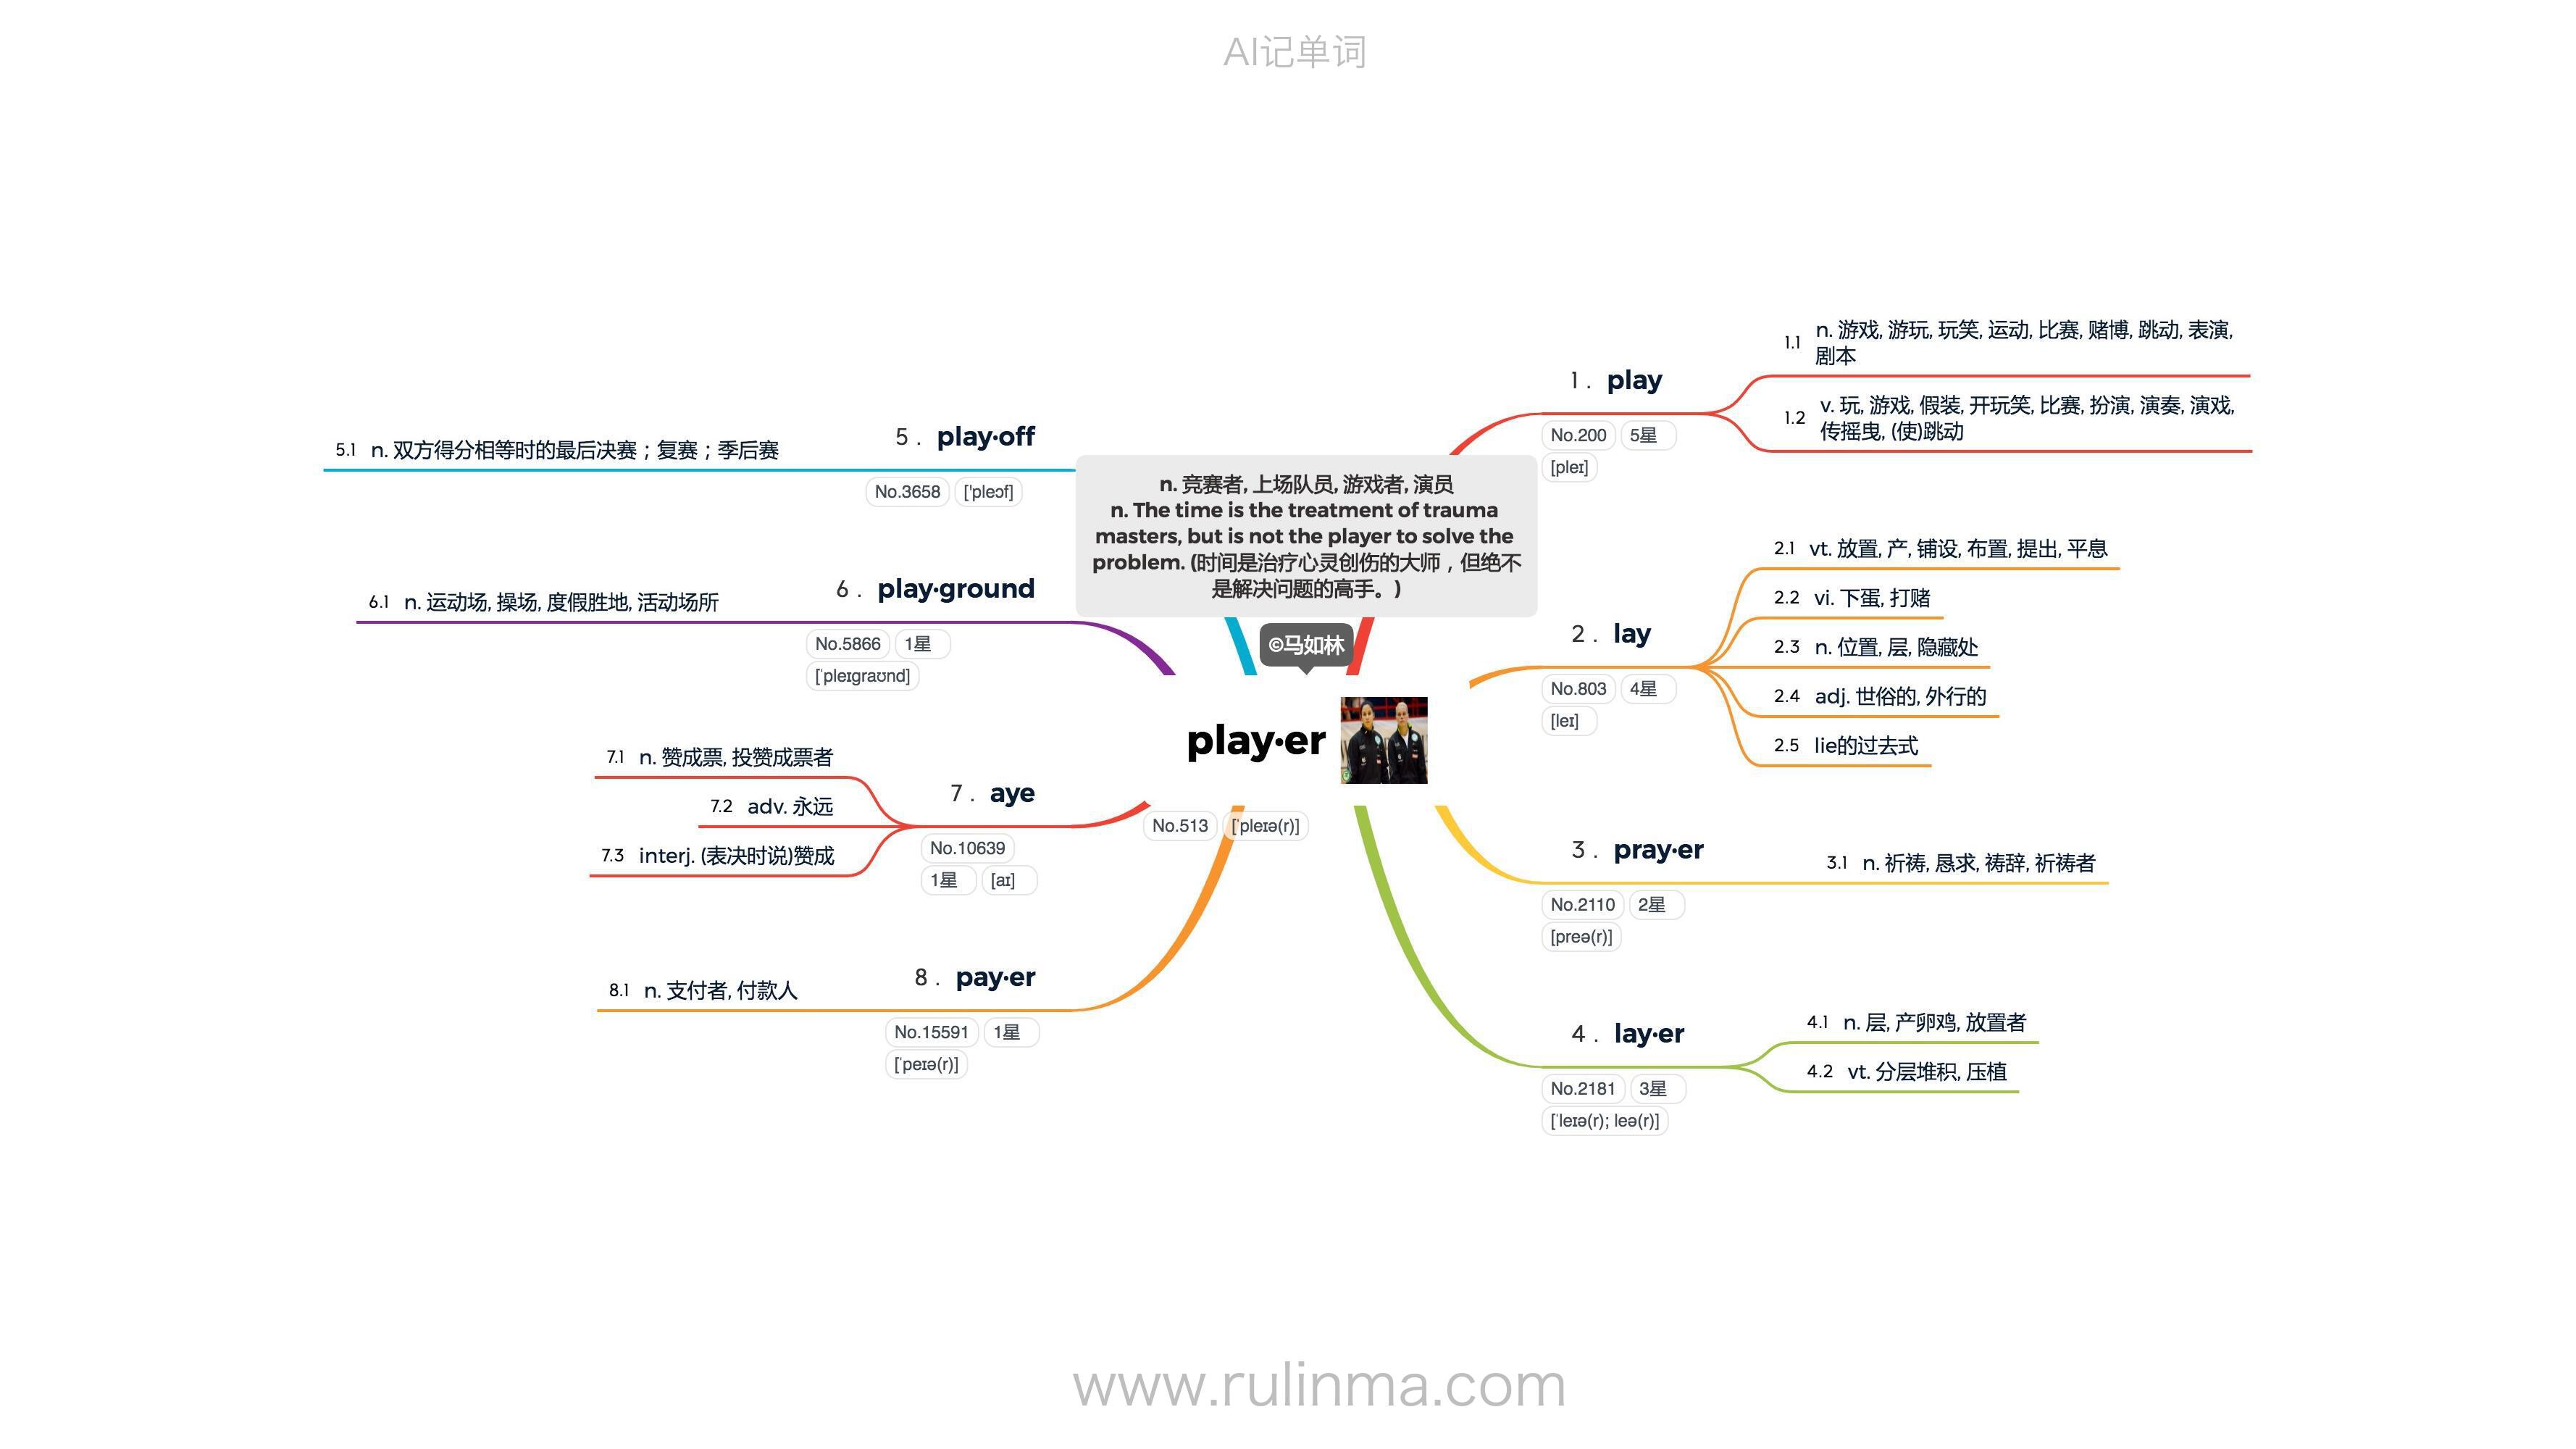 AI记单词
n. 竞赛者, 上场队员, 游戏者, 演员
n. The time is the treatment of trauma
masters, but is not the player to solve the
problem. (时间是治疗心灵创伤的大师，但绝不
是解决问题的高手。)
©马如林
play·er
No.513 [ˈpleɪə(r)]
1. play
No.200 5星
[pleɪ]
1.1 n. 游戏, 游玩, 玩笑, 运动, 比赛, 赌博, 跳动, 表演,
剧本
1.2 v. 玩, 游戏, 假装, 开玩笑, 比赛, 扮演, 演奏, 演戏,
传摇曳, (使)跳动
2. lay
No.803 4星
[leɪ]
2.1 vt. 放置, 产, 铺设, 布置, 提出, 平息
2.2 vi. 下蛋, 打赌
2.3 n. 位置, 层, 隐藏处
2.4 adj. 世俗的, 外行的
2.5 lie的过去式
3. pray·er
No.2110 2星
[preə(r)]
3.1 n. 祈祷, 恳求, 祷辞, 祈祷者
4. lay·er
No.2181 3星
[ˈleɪə(r); leə(r)]
4.1 n. 层, 产卵鸡, 放置者
4.2 vt. 分层堆积, 压植
5. play·off
No.3658 [ˈpleɔf]
5.1 n. 双方得分相等时的最后决赛；复赛；季后赛
6. play·ground
No.5866 1星
[ˈpleɪɡraʊnd]
6.1 n. 运动场, 操场, 度假胜地, 活动场所
7. aye
No.10639
1星 [aɪ]
7.1 n. 赞成票, 投赞成票者
7.2 adv. 永远
7.3 interj. (表决时说)赞成
8. pay·er
No.15591 1星
[ˈpeɪə(r)]
8.1 n. 支付者, 付款人
www.rulinma.com